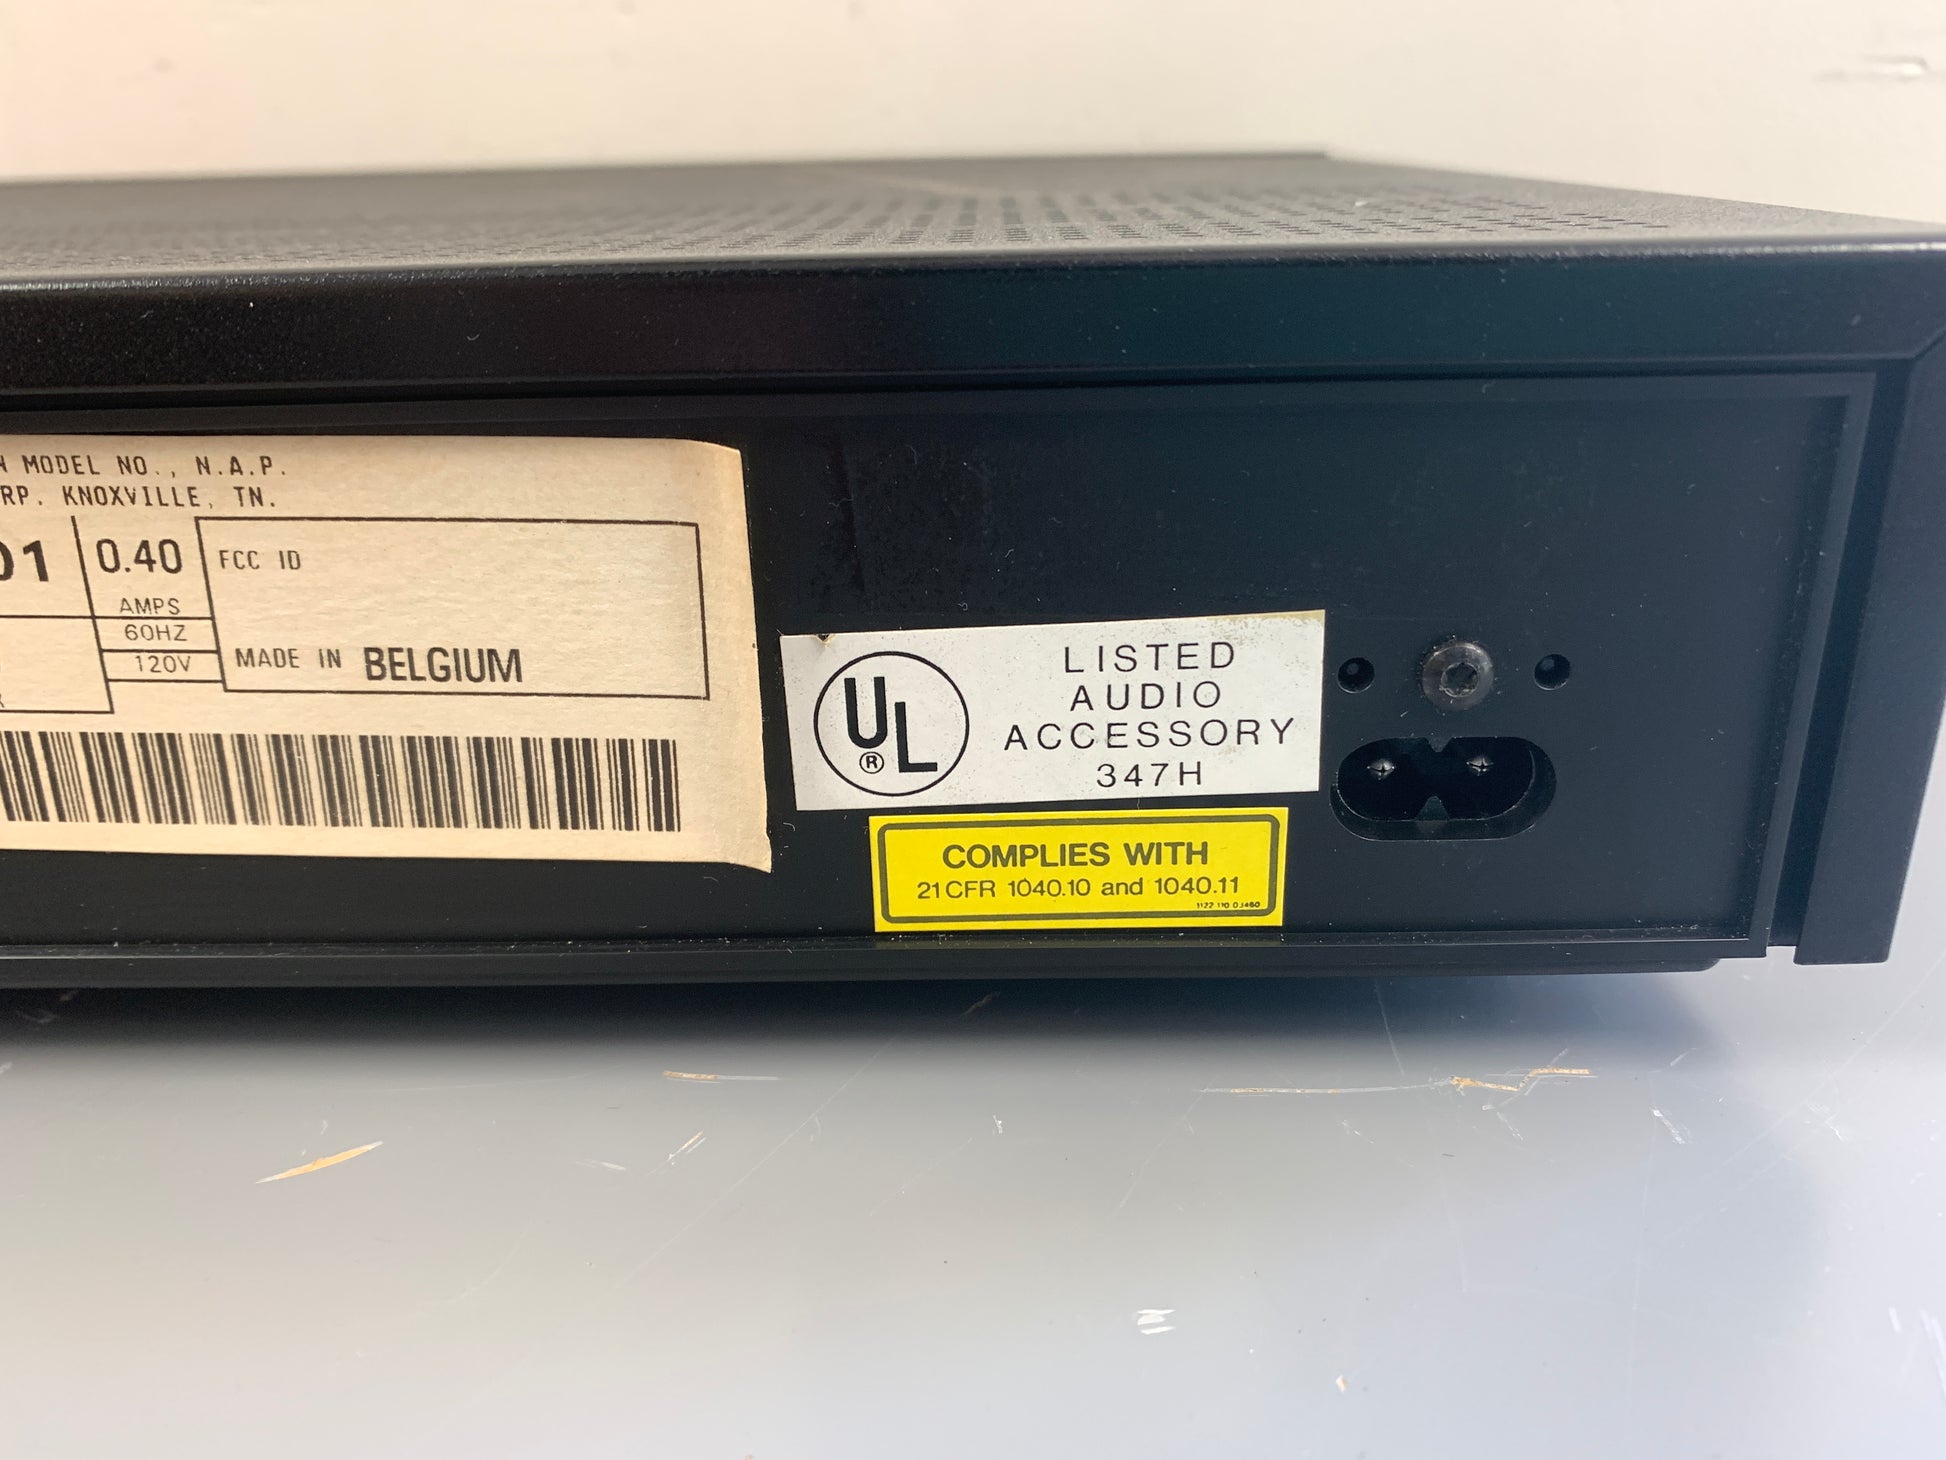 MODEL NO., N.A.P.
RP. KNOXVILLE, TN.
01
0.40
AMPS
60HZ
120V
FCC ID
MADE IN BELGIUM
UL
®
LISTED
AUDIO
ACCESSORY
347H
COMPLIES WITH
21 CFR 1040.10 and 1040.11